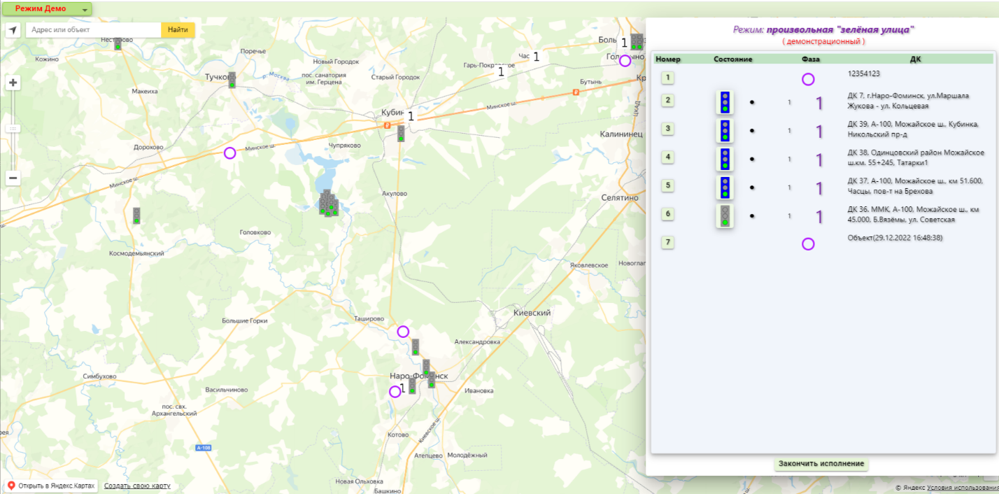 Режим Демо
Адрес или объект
Найти
Режим: произвольная "зелёная улица"
( демонстрационный )
Номер Состояние Фаза ДК
1 12354123
2 1 1 ДК 7, г.Наро-Фоминск, ул.Маршала
Жукова - ул. Кольцевая
3 1 1 ДК 39, А-100, Можайское ш., Кубинка,
Никольский пр-д
4 1 1 ДК 38, Одинцовский район Можайское
ш.км. 55+245, Татарки1
5 1 1 ДК 37, А-100, Можайское ш., км 51.600,
Часцы, пов-т на Брехова
6 1 1 ДК 36, ММК, А-100, Можайское ш., км
45.000, Б.Вязёмы, ул. Советская
7 Объект(29.12.2022 16:48:38)
Закончить исполнение
Кожино
Поречье
Новый Городок
Час 1
Боль 1
Гарь-Покровское
1
Тучково
р. Москва
пос. санатория
им. Герцена
Старый Городок
Бутынь
Кр
Макеиха
Минское ш.
ЦКАД
Кубин 1
Калининец
Дорохово
Минское ш.
Чупряково
Минское ш.
Акулово
Селятино
Головково
Космодемьянский
Яковлевское
Новоглаг
Киевский
Большие Горки
Таширово
Александровка
Симбухово
Наро-Фоминск
1
Васильчиново
Ивановка
пос. свх.
Архангельский
Киевское ш.
Котово
А-108
Атепцево
Молодёжный
Новая Ольховка
Башкино
Открыть в Яндекс.Картах
Создать свою карту
© Яндекс Условия использования